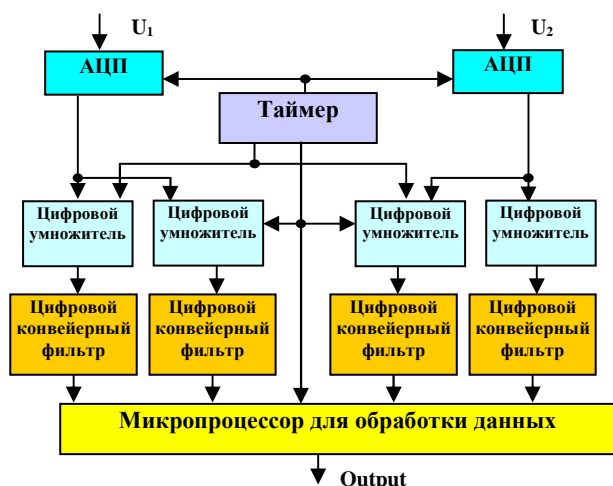 U1
U2
АЦП
АЦП
Таймер
Цифровой
умножитель
Цифровой
умножитель
Цифровой
умножитель
Цифровой
умножитель
Цифровой
конвейерный
фильтр
Цифровой
конвейерный
фильтр
Цифровой
конвейерный
фильтр
Цифровой
конвейерный
фильтр
Микропроцессор для обработки данных
Output